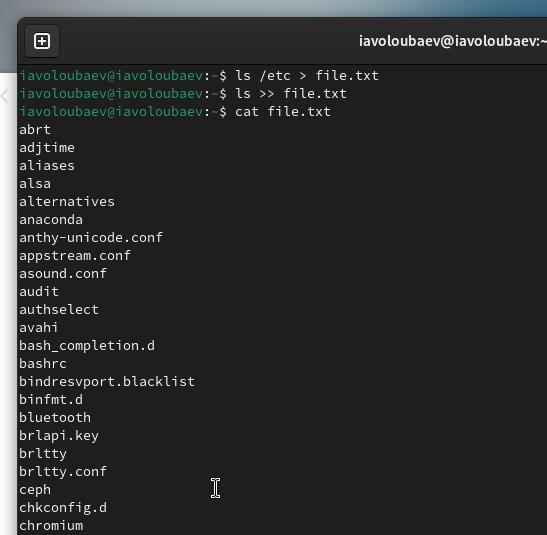 iavoloubaev@iavoloubaev:~
iavoloubaev@iavoloubaev:~$ ls /etc > file.txt
iavoloubaev@iavoloubaev:~$ ls >> file.txt
iavoloubaev@iavoloubaev:~$ cat file.txt
abrt
adjtime
aliases
alsa
alternatives
anaconda
anthy-unicode.conf
appstream.conf
asound.conf
audit
authselect
avahi
bash_completion.d
bashrc
bindresvport.blacklist
binfmt.d
bluetooth
brlapi.key
brltty
brltty.conf
ceph
chkconfig.d
chromium